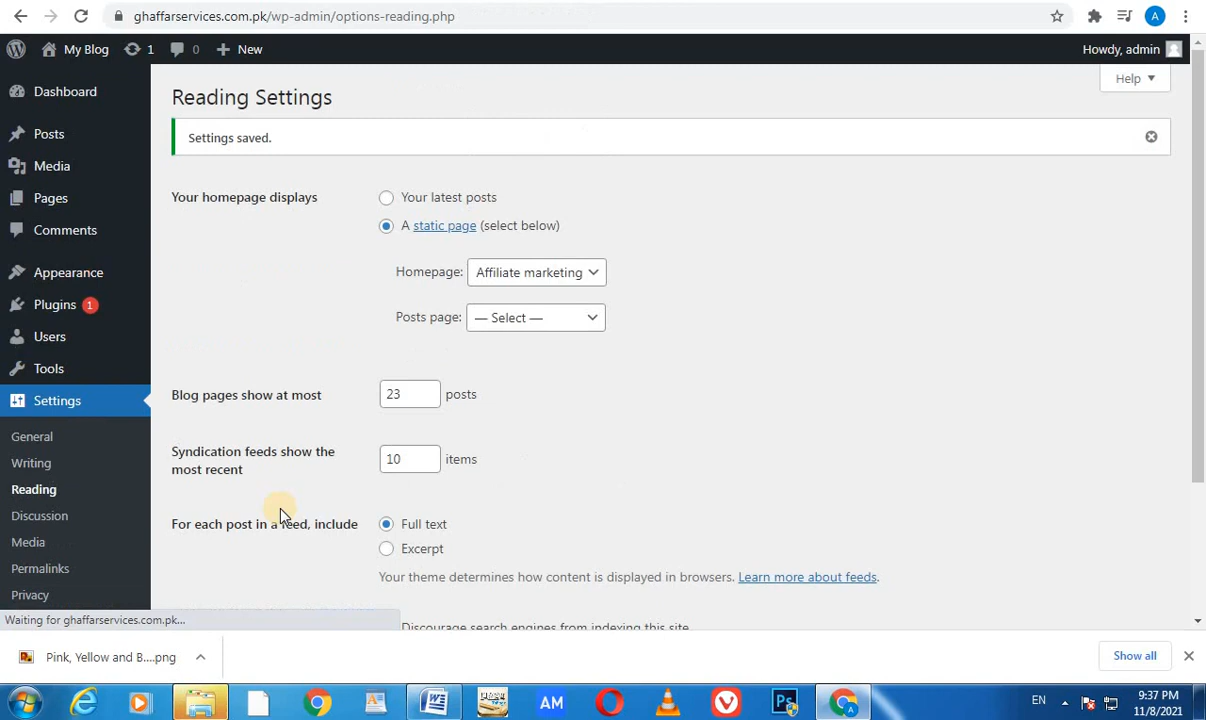 ghaffarservices.com.pk/wp-admin/options-reading.php
A
My Blog
1
0
New
Howdy, admin
Dashboard
Posts
Media
Pages
Comments
Appearance
Plugins 1
Users
Tools
Settings
General
Writing
Reading
Discussion
Media
Permalinks
Privacy
Help
Reading Settings
Settings saved.
Your homepage displays
Your latest posts
A static page (select below)
Homepage: Affiliate marketing
Posts page: — Select —
Blog pages show at most 23 posts
Syndication feeds show the
most recent
10 items
For each post in a feed, include
Full text
Excerpt
Your theme determines how content is displayed in browsers. Learn more about feeds.
Discourage search engines from indexing this site
Waiting for ghaffarservices.com.pk...
Pink, Yellow and B....png
Show all
AM
EN
9:37 PM
11/8/2021